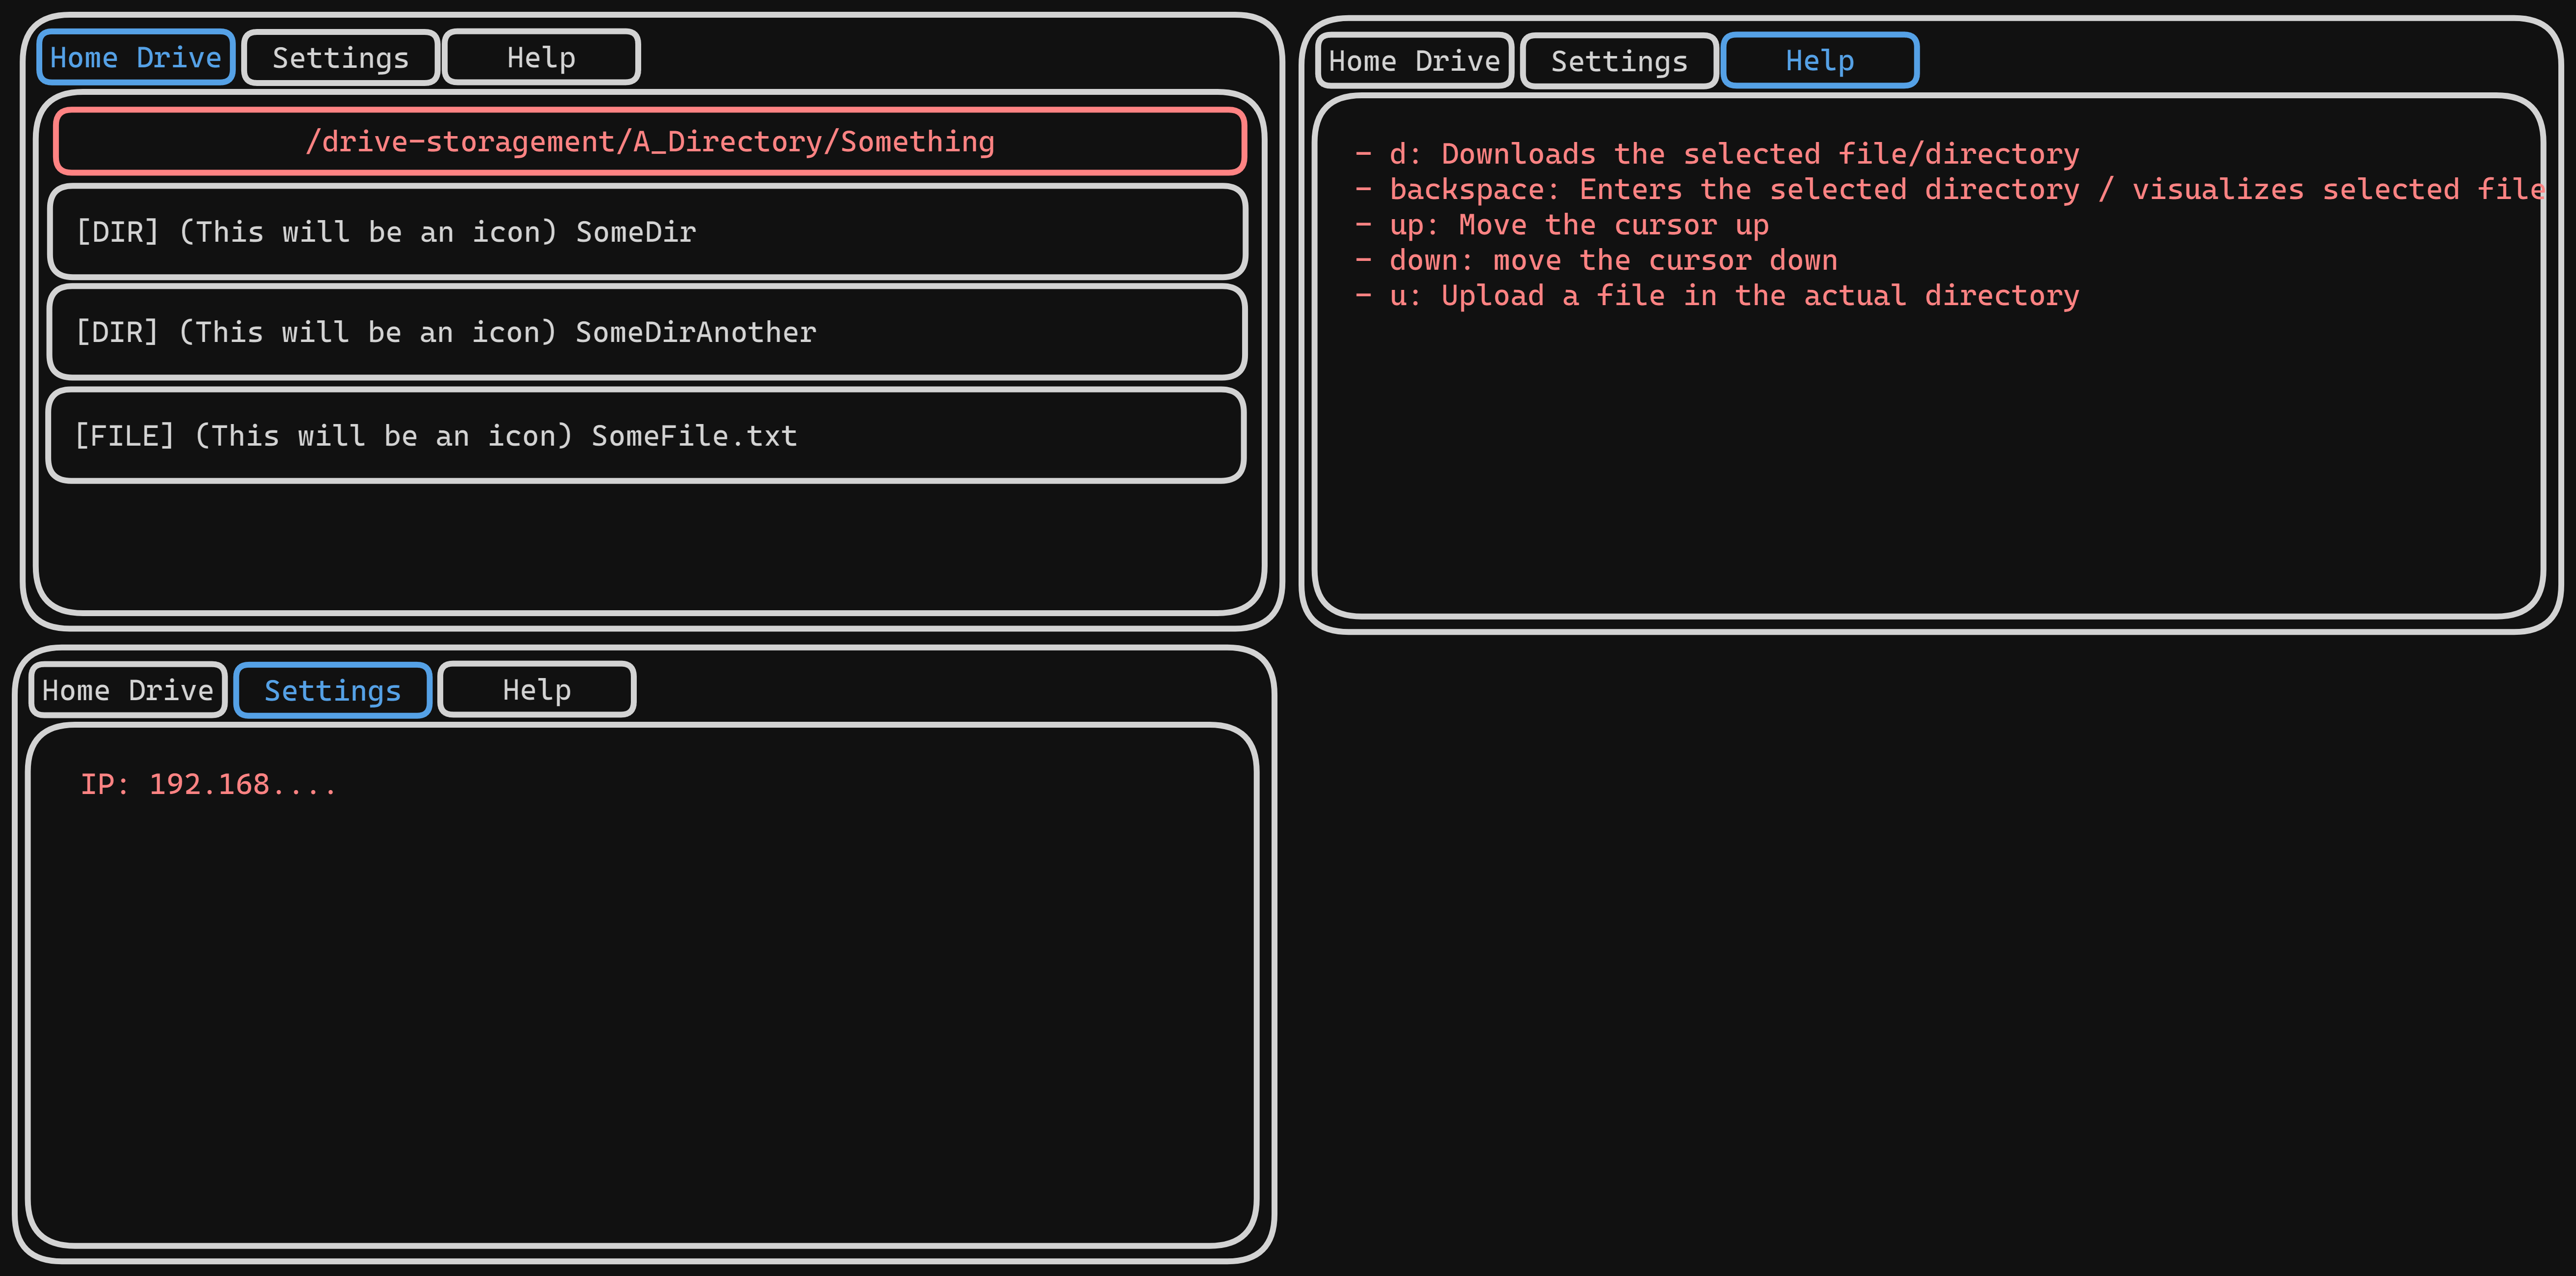 Home Drive Settings Help
/drive-storagement/A_Directory/Something
[DIR] (This will be an icon) SomeDir
[DIR] (This will be an icon) SomeDirAnother
[FILE] (This will be an icon) SomeFile.txt
Home Drive Settings Help
- d: Downloads the selected file/directory
- backspace: Enters the selected directory / visualizes selected file
- up: Move the cursor up
- down: move the cursor down
- u: Upload a file in the actual directory
Home Drive Settings Help
IP: 192.168....